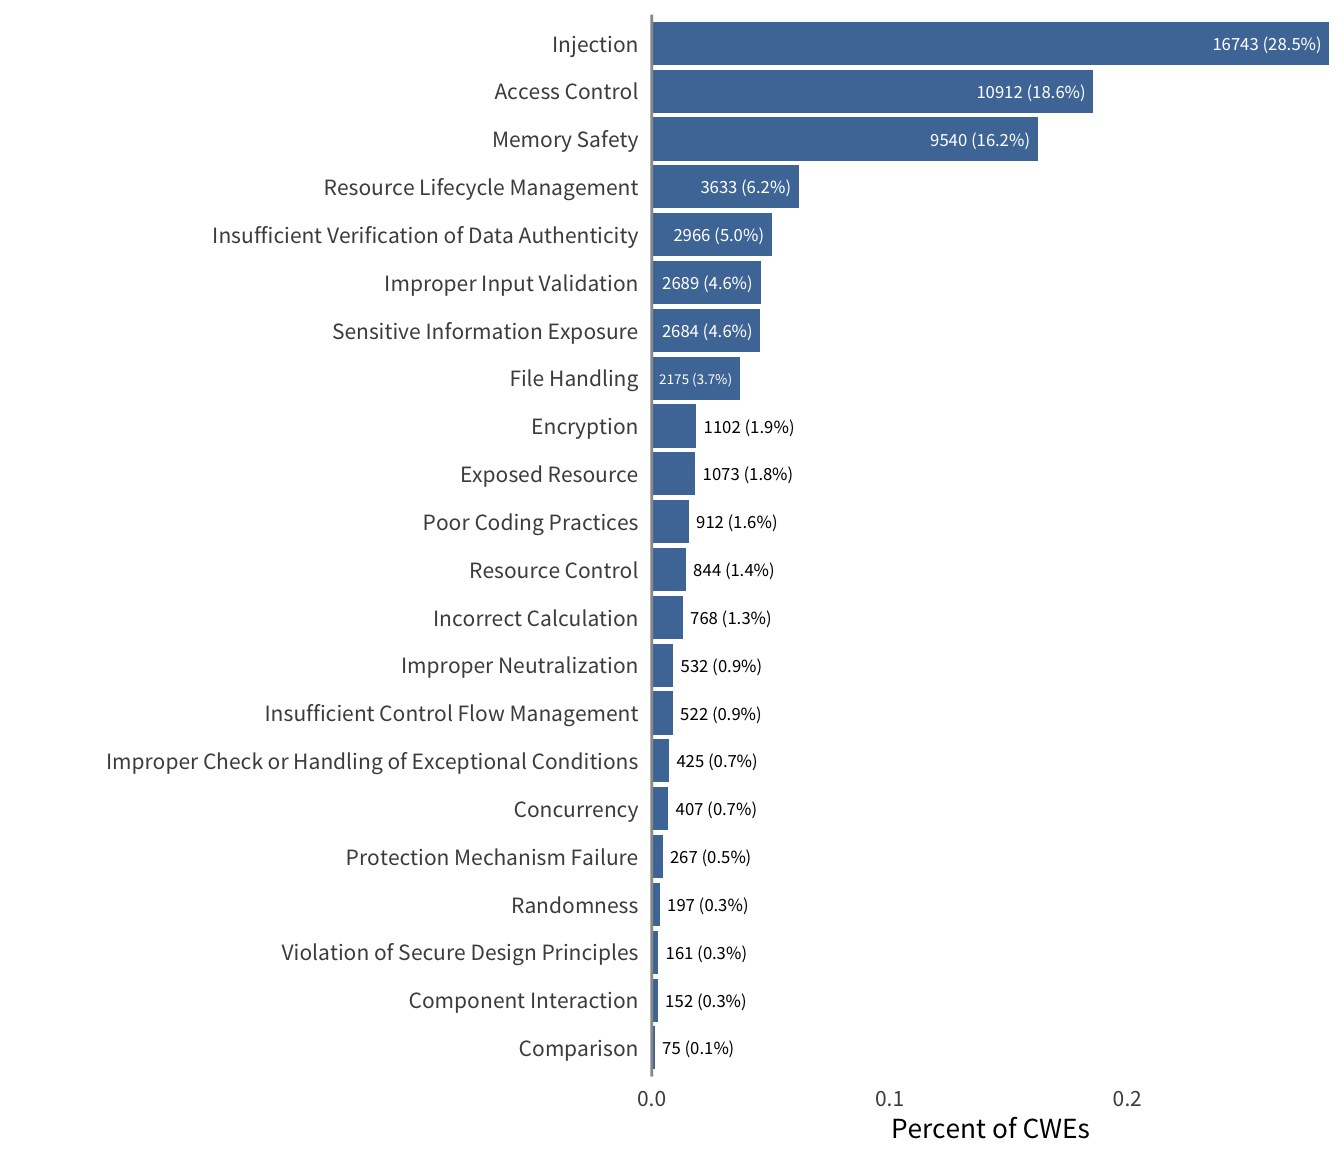 Injection 16743 (28.5%)
Access Control 10912 (18.6%)
Memory Safety 9540 (16.2%)
Resource Lifecycle Management 3633 (6.2%)
Insufficient Verification of Data Authenticity 2966 (5.0%)
Improper Input Validation 2689 (4.6%)
Sensitive Information Exposure 2684 (4.6%)
File Handling 2175 (3.7%)
Encryption 1102 (1.9%)
Exposed Resource 1073 (1.8%)
Poor Coding Practices 912 (1.6%)
Resource Control 844 (1.4%)
Incorrect Calculation 768 (1.3%)
Improper Neutralization 532 (0.9%)
Insufficient Control Flow Management 522 (0.9%)
Improper Check or Handling of Exceptional Conditions 425 (0.7%)
Concurrency 407 (0.7%)
Protection Mechanism Failure 267 (0.5%)
Randomness 197 (0.3%)
Violation of Secure Design Principles 161 (0.3%)
Component Interaction 152 (0.3%)
Comparison 75 (0.1%)
0.0 0.1 0.2
Percent of CWEs